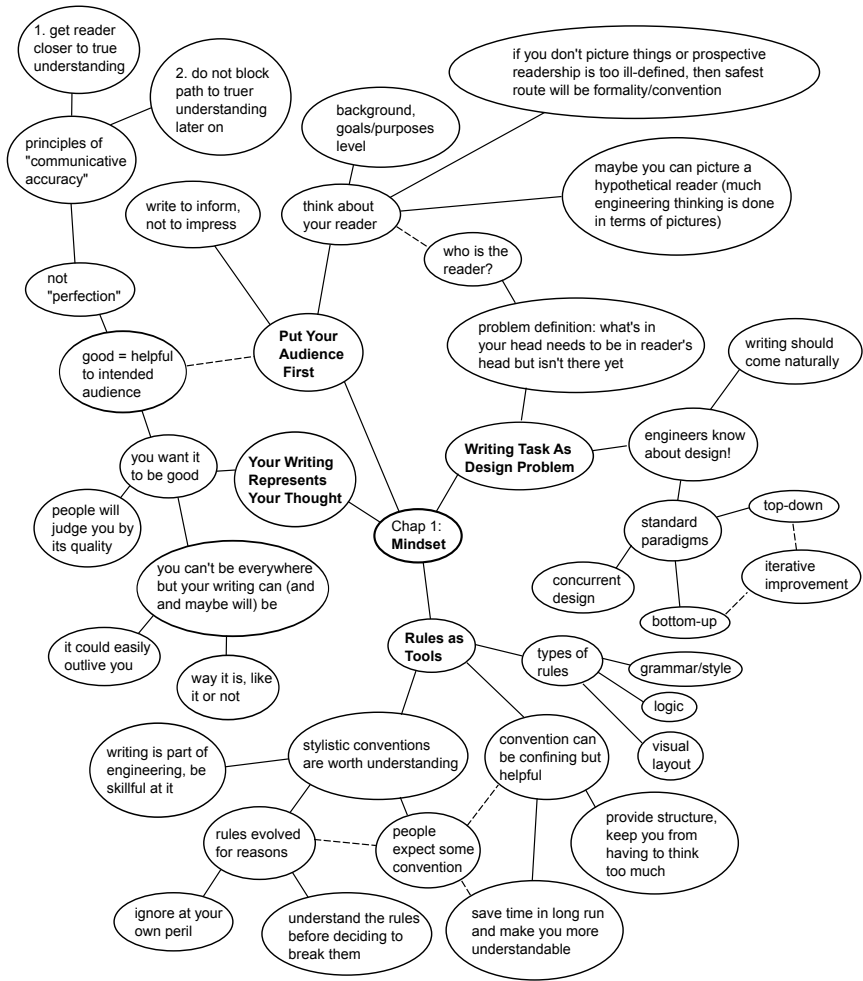 1. get reader
closer to true
understanding
2. do not block
path to truer
understanding
later on
principles of
"communicative
accuracy"
if you don't picture things or prospective
readership is too ill-defined, then safest
route will be formality/convention
background,
goals/purposes
level
maybe you can picture a
hypothetical reader (much
engineering thinking is done
in terms of pictures)
write to inform,
not to impress
think about
your reader
who is the
reader?
not
"perfection"
Put Your
Audience
First
problem definition: what's in
your head needs to be in reader's
head but isn't there yet
writing should
come naturally
good = helpful
to intended
audience
you want it
to be good
Your Writing
Represents
Your Thought
Writing Task As
Design Problem
engineers know
about design!
people will
judge you by
its quality
Chap 1:
Mindset
standard
paradigms
top-down
iterative
improvement
concurrent
design
bottom-up
you can't be everywhere
but your writing can (and
and maybe will) be
it could easily
outlive you
way it is, like
it or not
Rules as
Tools
types of
rules
grammar/style
logic
visual
layout
writing is part of
engineering, be
skillful at it
stylistic conventions
are worth understanding
convention can
be confining but
helpful
rules evolved
for reasons
people
expect some
convention
provide structure,
keep you from
having to think
too much
ignore at your
own peril
understand the rules
before deciding to
break them
save time in long run
and make you more
understandable